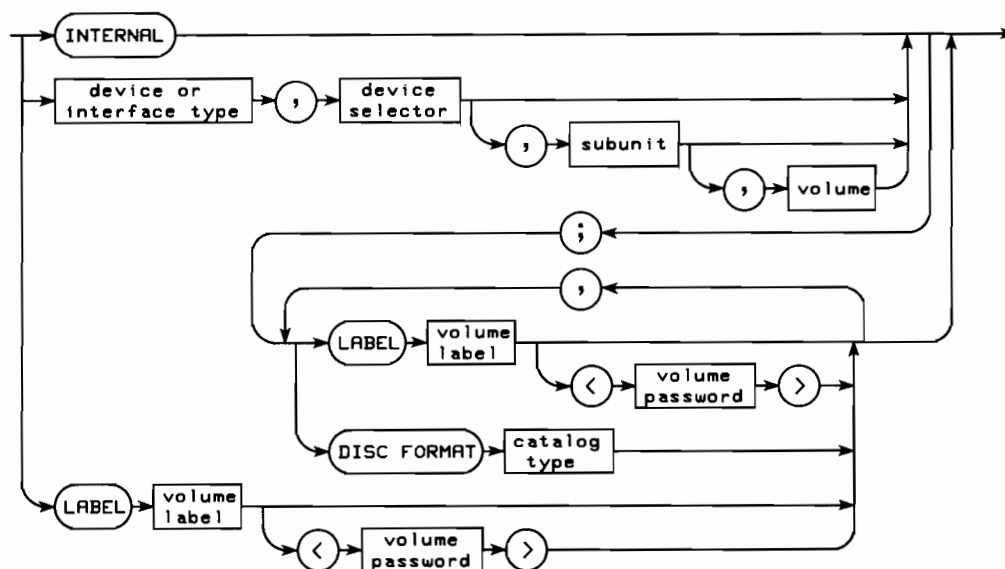 INTERNAL
device or
interface type
,
device
selector
,
subunit
,
volume
;
,
LABEL
volume
label
<
volume
password
>
DISC FORMAT
catalog
type
LABEL
volume
label
<
volume
password
>